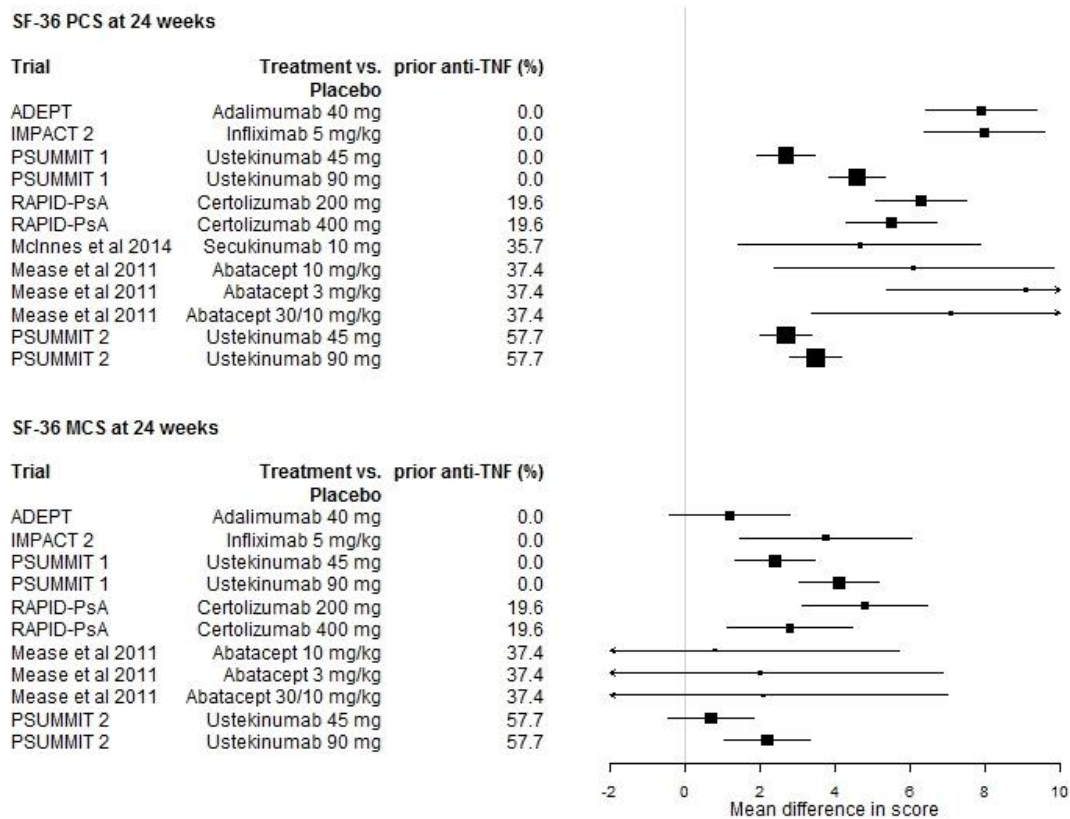 SF-36 PCS at 24 weeks
Trial Treatment vs. prior anti-TNF (%)
Placebo
ADEPT Adalimumab 40 mg 0.0
IMPACT 2 Infliximab 5 mg/kg 0.0
PSUMMIT 1 Ustekinumab 45 mg 0.0
PSUMMIT 1 Ustekinumab 90 mg 0.0
RAPID-PsA Certolizumab 200 mg 19.6
RAPID-PsA Certolizumab 400 mg 19.6
McInnes et al 2014 Secukinumab 10 mg 35.7
Mease et al 2011 Abatacept 10 mg/kg 37.4
Mease et al 2011 Abatacept 3 mg/kg 37.4
Mease et al 2011 Abatacept 30/10 mg/kg 37.4
PSUMMIT 2 Ustekinumab 45 mg 57.7
PSUMMIT 2 Ustekinumab 90 mg 57.7
SF-36 MCS at 24 weeks
Trial Treatment vs. prior anti-TNF (%)
Placebo
ADEPT Adalimumab 40 mg 0.0
IMPACT 2 Infliximab 5 mg/kg 0.0
PSUMMIT 1 Ustekinumab 45 mg 0.0
PSUMMIT 1 Ustekinumab 90 mg 0.0
RAPID-PsA Certolizumab 200 mg 19.6
RAPID-PsA Certolizumab 400 mg 19.6
Mease et al 2011 Abatacept 10 mg/kg 37.4
Mease et al 2011 Abatacept 3 mg/kg 37.4
Mease et al 2011 Abatacept 30/10 mg/kg 37.4
PSUMMIT 2 Ustekinumab 45 mg 57.7
PSUMMIT 2 Ustekinumab 90 mg 57.7
-2 0 2 4 6 8 10
Mean difference in score